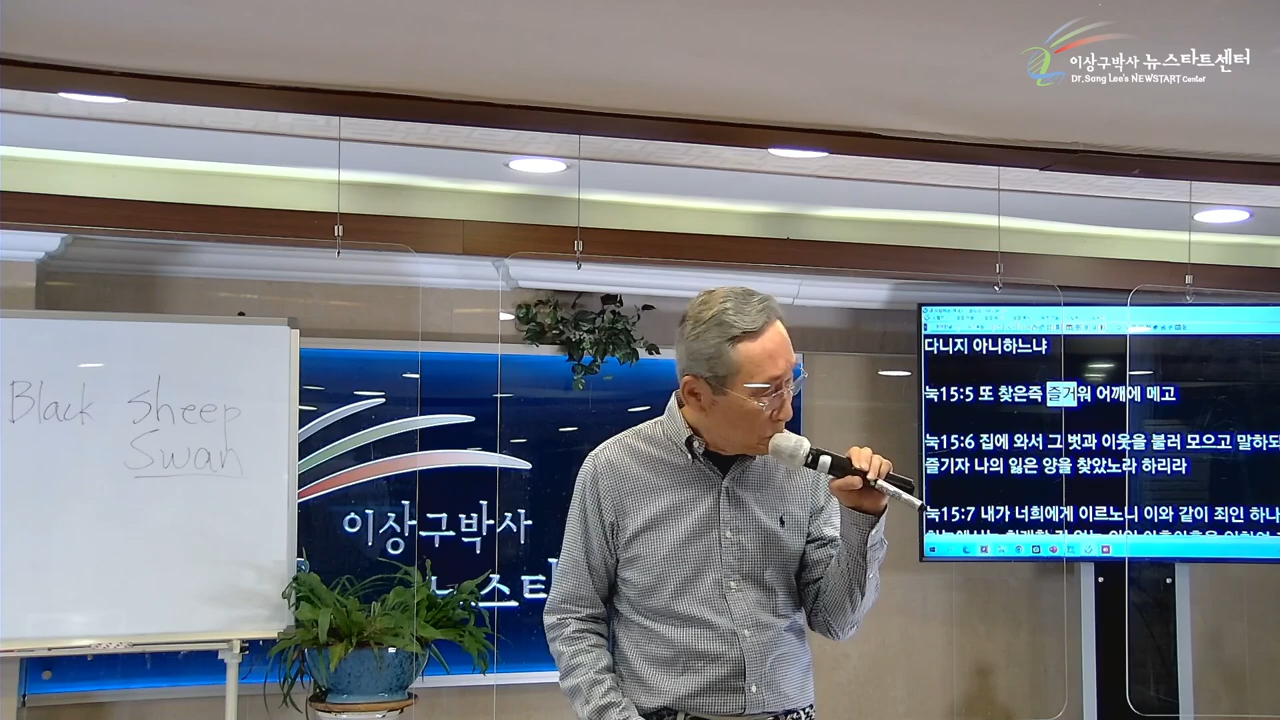 이상구박사 뉴스타트센터
Dr. Sang Lee's NEWSTART Center
Black Sheep
Swan
이상구박사
뉴스타
다니지 아니하느냐
눅15:5 또 찾은즉 즐거워 어깨에 메고
눅15:6 집에 와서 그 벗과 이웃을 불러 모으고 말하되
즐기자 나의 잃은 양을 찾았노라 하리라
눅15:7 내가 너희에게 이르노니 이와 같이 죄인 하나